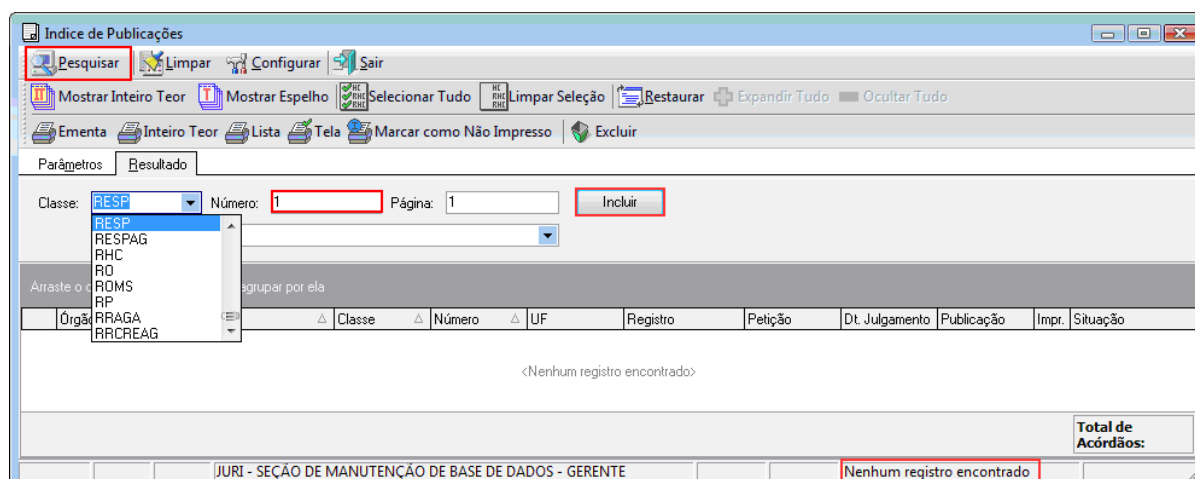 Indice de Publicações
Pesquisar Limpar Configurar Sair
Mostrar Inteiro Teor Mostrar Espelho Selecionar Tudo Limpar Seleção Restaurar Expandir Tudo Ocultar Tudo
Ementa Inteiro Teor Lista Tela Marcar como Não Impresso Excluir
Parâmetros Resultado
Classe: RESP Número: 1 Página: 1 Incluir
RESP
RESPAG
RHC
RO
ROMS
RP
RRAGA
RRCREAG
Arraste o agrupar por ela
Órgã Classe Número UF Registro Petição Dt. Julgamento Publicação Impr. Situação
<Nenhum registro encontrado>
Total de
Acórdãos:
JURI - SEÇÃO DE MANUTENÇÃO DE BASE DE DADOS - GERENTE Nenhum registro encontrado